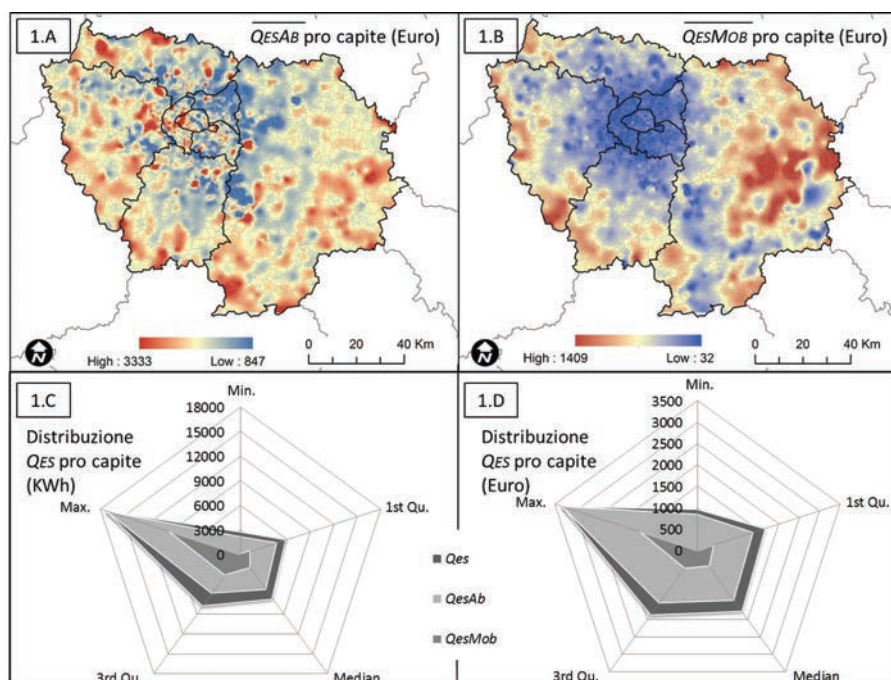 1.A
QESAB pro capite (Euro)
High : 3333
Low : 847
0 20 40 Km
N
1.B
QESMOB pro capite (Euro)
High : 1409
Low : 32
0 20 40 Km
N
1.C
Distribuzione
QES pro capite
(KWh)
Min.
18000
15000
12000
9000
6000
3000
0
1st Qu.
Median
3rd Qu.
Max.
Qes
QesAb
QesMob
1.D
Distribuzione
QES pro capite
(Euro)
Min.
3500
3000
2500
2000
1500
1000
500
0
1st Qu.
Median
3rd Qu.
Max.